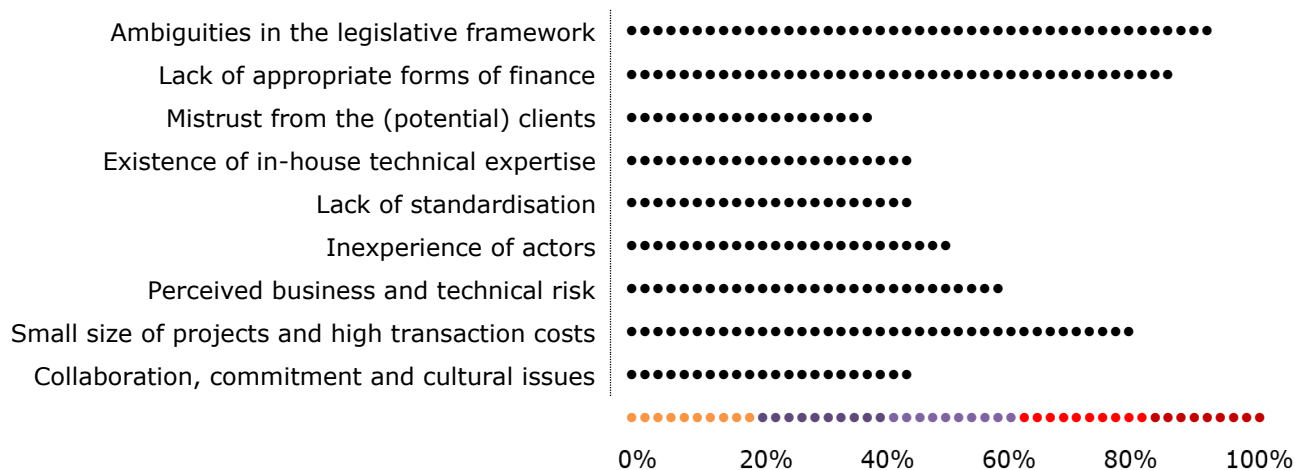 Ambiguities in the legislative framework
Lack of appropriate forms of finance
Mistrust from the (potential) clients
Existence of in-house technical expertise
Lack of standardisation
Inexperience of actors
Perceived business and technical risk
Small size of projects and high transaction costs
Collaboration, commitment and cultural issues
0% 20% 40% 60% 80% 100%